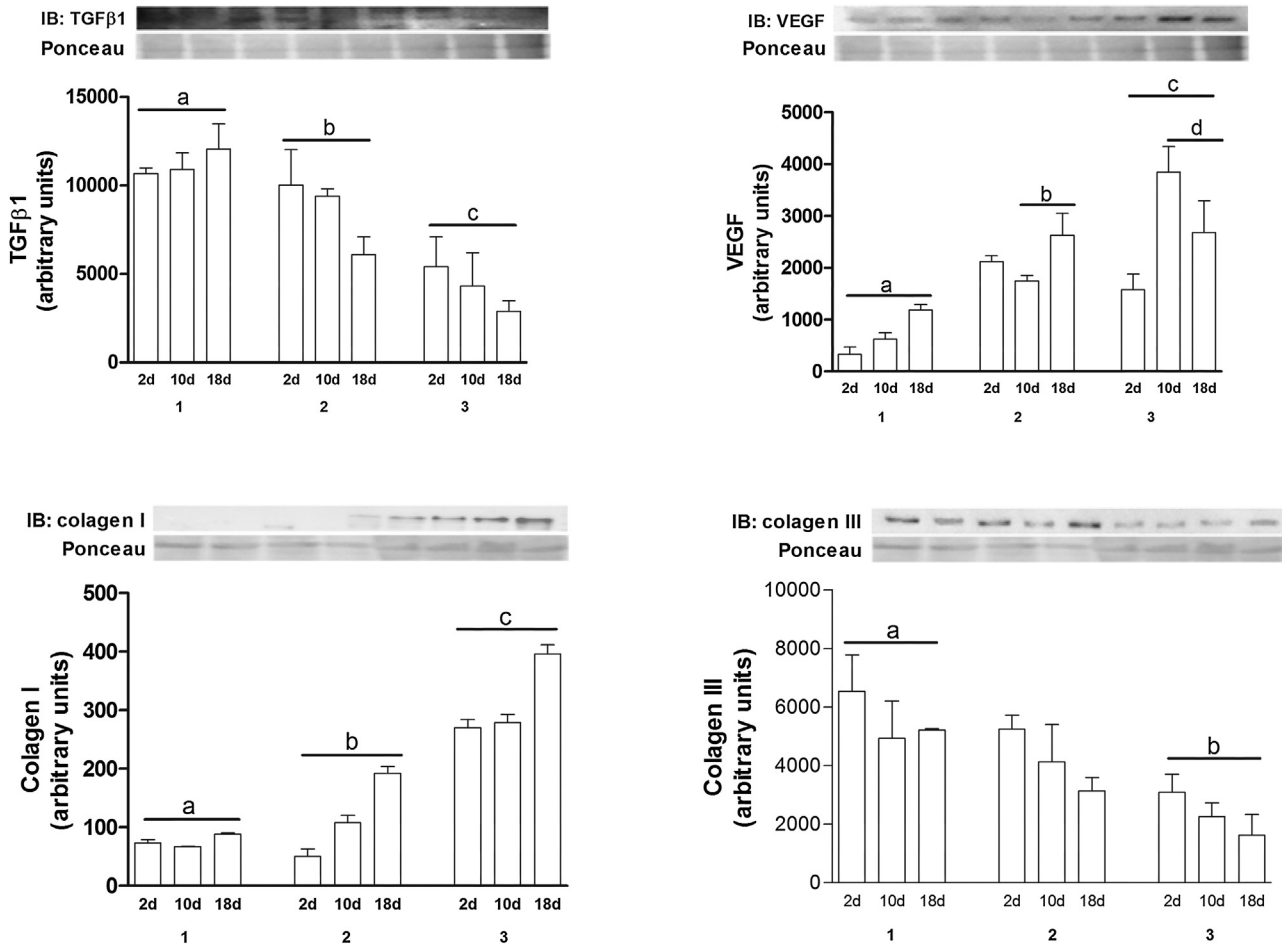 IB: TGFβ1
Ponceau
15000
10000
5000
0
TGFβ1
(arbitrary units)
a
b
c
2d 10d 18d 2d 10d 18d 2d 10d 18d
1 2 3
IB: VEGF
Ponceau
5000
4000
3000
2000
1000
0
VEGF
(arbitrary units)
a
b
c
d
2d 10d 18d 2d 10d 18d 2d 10d 18d
1 2 3
IB: colagen I
Ponceau
500
400
300
200
100
0
Colagen I
(arbitrary units)
a
b
c
2d 10d 18d 2d 10d 18d 2d 10d 18d
1 2 3
IB: colagen III
Ponceau
10000
8000
6000
4000
2000
0
Colagen III
(arbitrary units)
a
b
2d 10d 18d 2d 10d 18d 2d 10d 18d
1 2 3